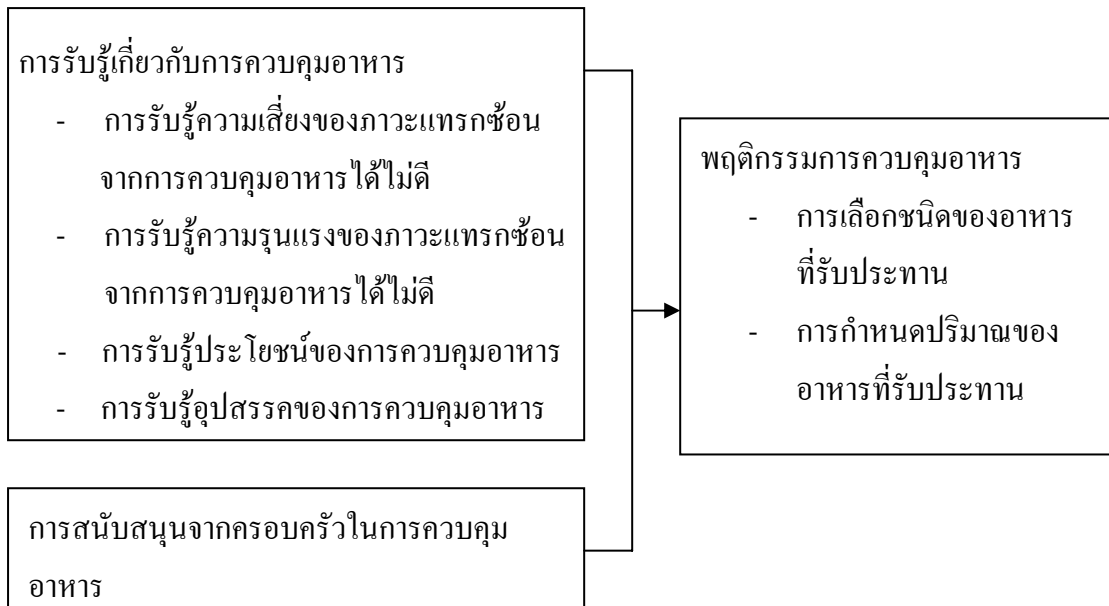 การรับรู้เกี่ยวกับการควบคุมอาหาร
- การรับรู้ความเสี่ยงของภาวะแทรกซ้อน
จากการควบคุมอาหารได้ไม่ดี
- การรับรู้ความรุนแรงของภาวะแทรกซ้อน
จากการควบคุมอาหารได้ไม่ดี
- การรับรู้ประโยชน์ของการควบคุมอาหาร
- การรับรู้อุปสรรคของการควบคุมอาหาร
การสนับสนุนจากครอบครัวในการควบคุม
อาหาร
พฤติกรรมการควบคุมอาหาร
- การเลือกชนิดของอาหาร
ที่รับประทาน
- การกำหนดปริมาณของ
อาหารที่รับประทาน